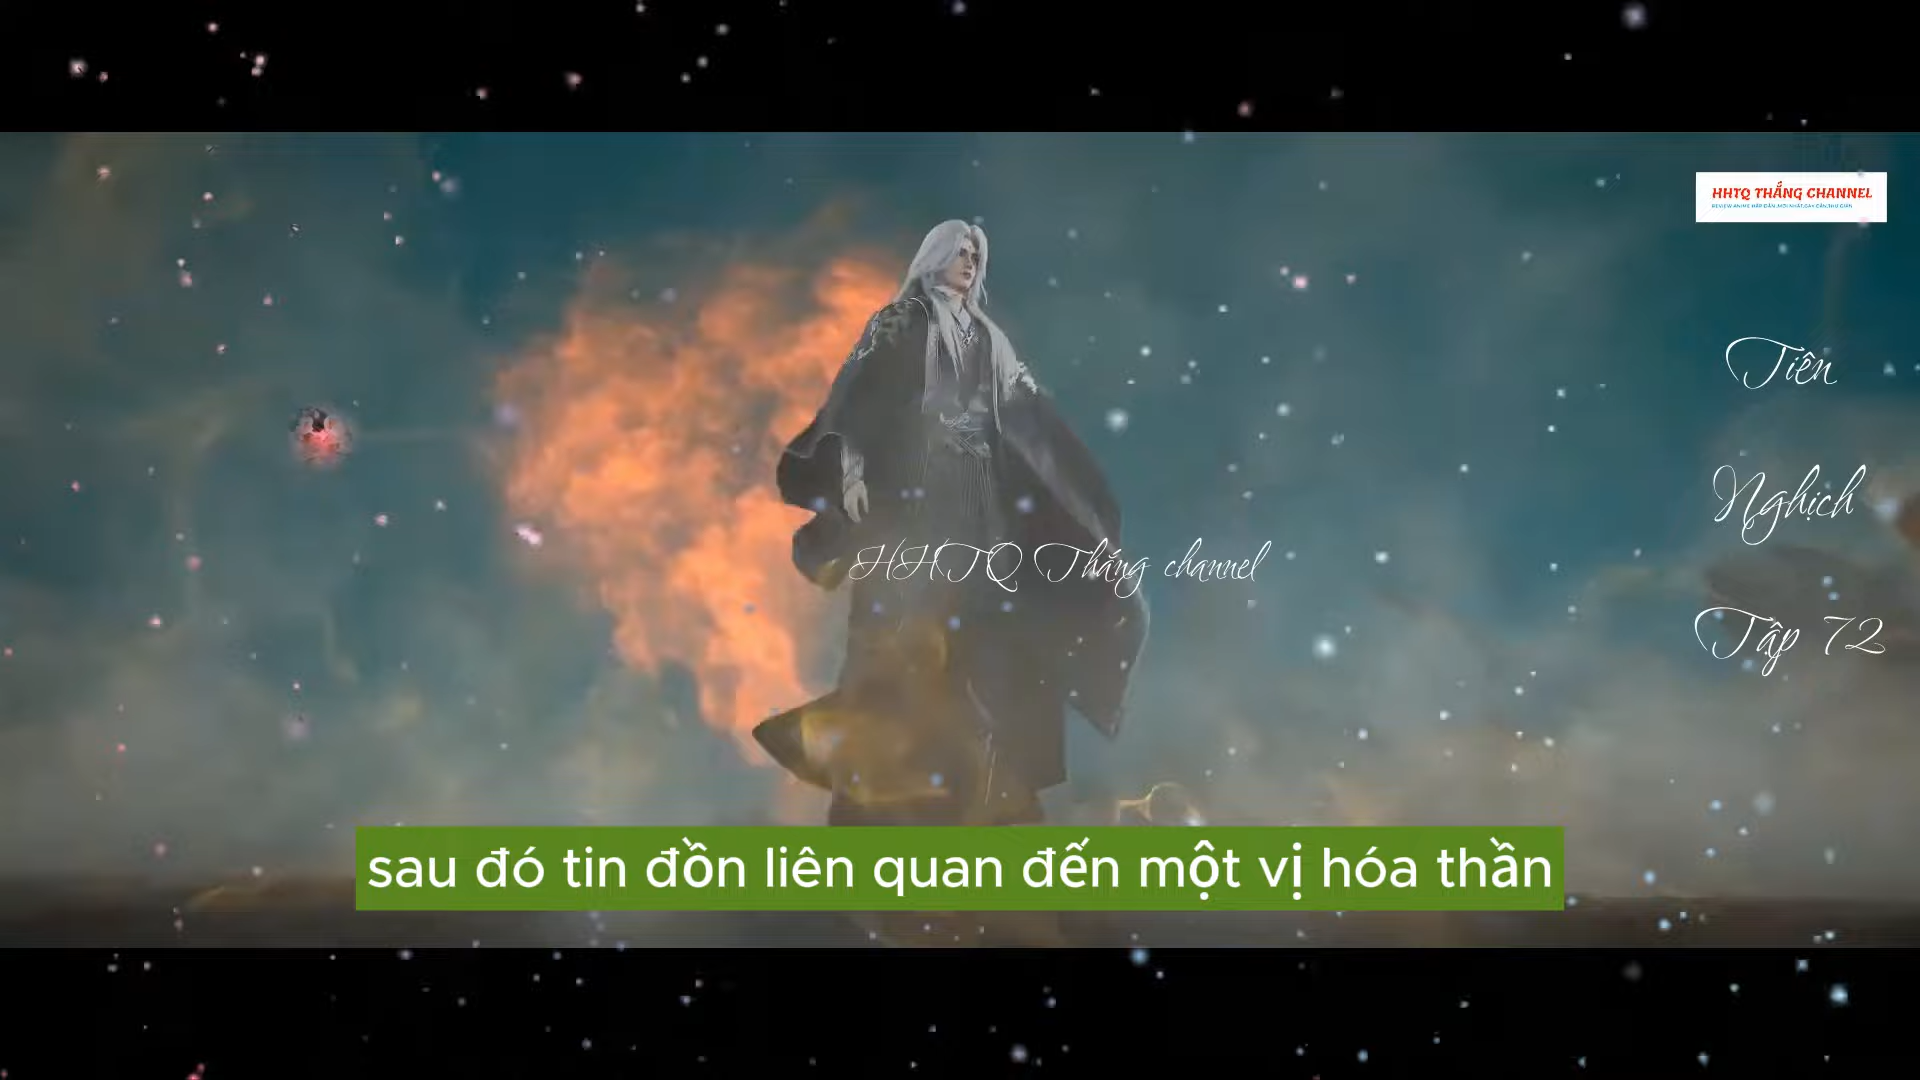 HHTQ THẮNG CHANNEL
Tiên
Nghịch
HHTQ Thắng channel
Tập 72
sau đó tin đồn liên quan đến một vị hóa thần